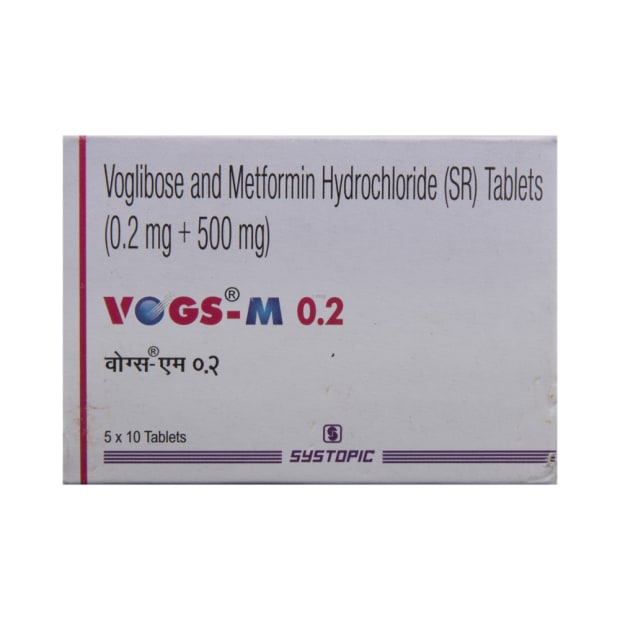 Voglibose and Metformin Hydrochloride (SR) Tablets
(0.2 mg + 500 mg)
VOGS®-M 0.2
वोग्स®-एम ०.२
5 x 10 Tablets
S
SYSTOPIC